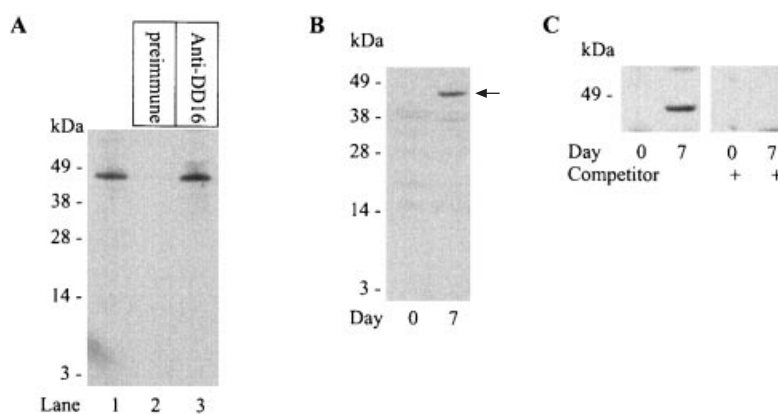 A
preimmune
Anti-DD16
kDa
49 -
38 -
28 -
14 -
3 -
Lane 1 2 3
B
kDa
49 -
38 -
28 -
14 -
3 -
Day 0 7
C
kDa
49 -
Day 0 7 0 7
Competitor + +